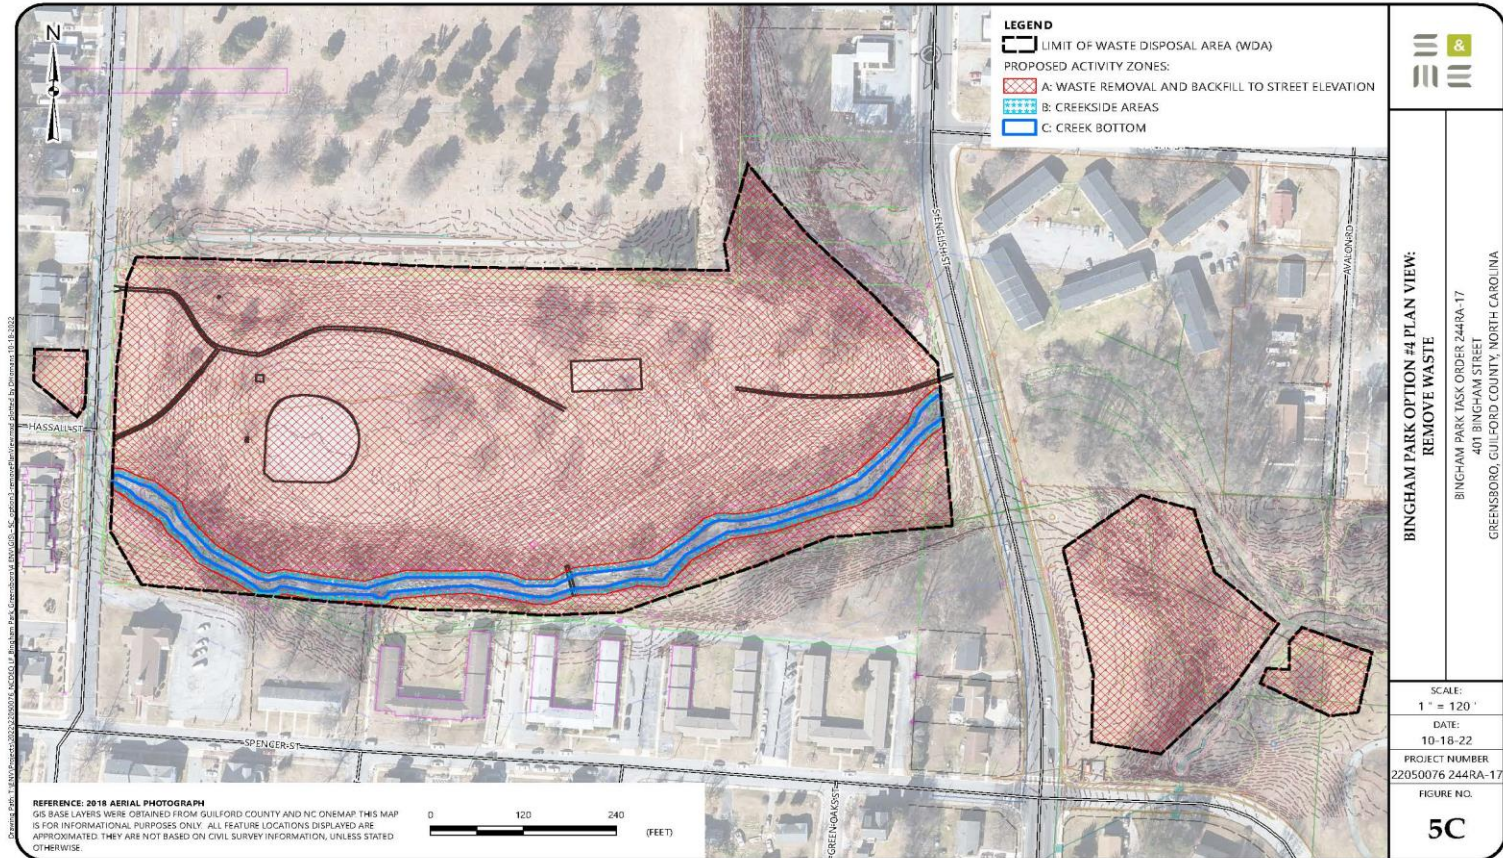 N
LEGEND
LIMIT OF WASTE DISPOSAL AREA (WDA)
PROPOSED ACTIVITY ZONES:
A: WASTE REMOVAL AND BACKFILL TO STREET ELEVATION
B: CREEKSIDE AREAS
C: CREEK BOTTOM
S ENGLISH ST
AVALON RD
HASSALL ST
SPENCER ST
GREEN OAKS ST
REFERENCE: 2018 AERIAL PHOTOGRAPH
GIS BASE LAYERS WERE OBTAINED FROM GUILFORD COUNTY AND NC ONEMAP. THIS MAP
IS FOR INFORMATIONAL PURPOSES ONLY. ALL FEATURE LOCATIONS DISPLAYED ARE
APPROXIMATED. THEY ARE NOT BASED ON CIVIL SURVEY INFORMATION, UNLESS STATED
OTHERWISE.
0 120 240
(FEET)
S&ME
BINGHAM PARK OPTION #4 PLAN VIEW:
REMOVE WASTE
BINGHAM PARK TASK ORDER 244RA-17
401 BINGHAM STREET
GREENSBORO, GUILFORD COUNTY, NORTH CAROLINA
SCALE:
1 " = 120 '
DATE:
10-18-22
PROJECT NUMBER
22050076 244RA-17
FIGURE NO.
5C